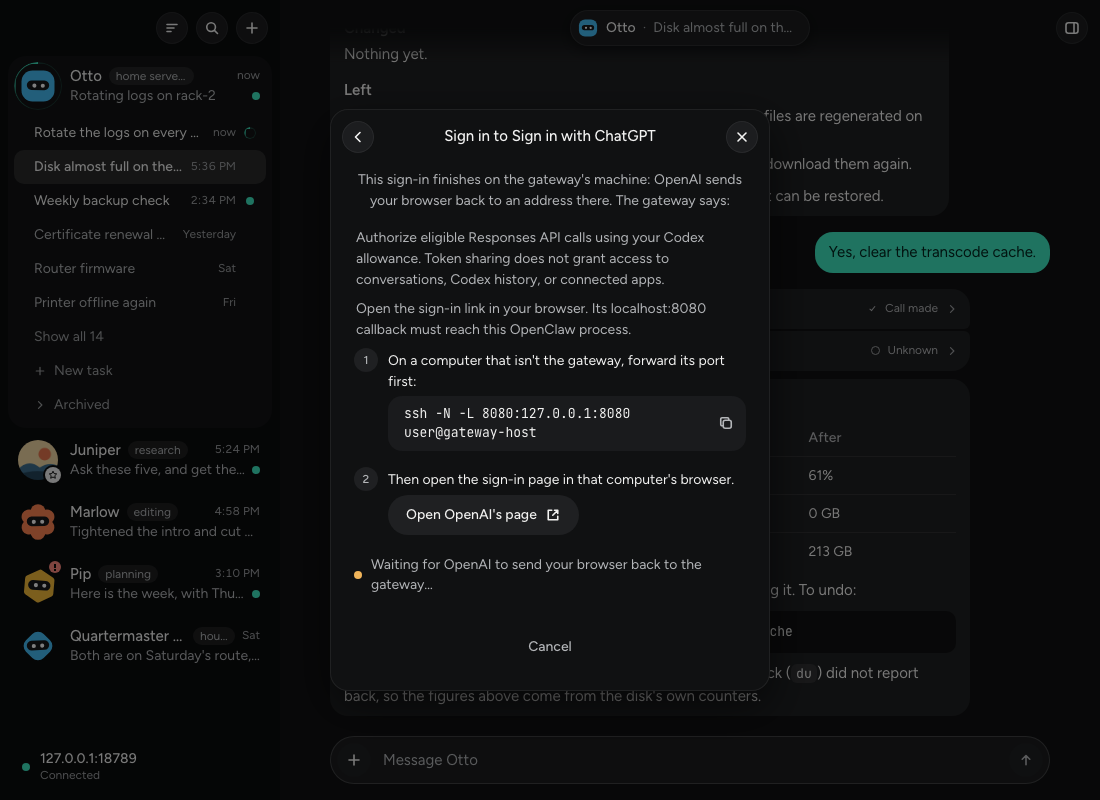 Otto · Disk almost full on th...
Otto home serve... now
Rotating logs on rack-2
Rotate the logs on every ... now
Disk almost full on the... 5:36 PM
Weekly backup check 2:34 PM
Certificate renewal ... Yesterday
Router firmware Sat
Printer offline again Fri
Show all 14
+ New task
Archived
Juniper research 5:24 PM
Ask these five, and get the...
Marlow editing 4:58 PM
Tightened the intro and cut ...
Pip planning 3:10 PM
Here is the week, with Thu...
Quartermaster ... hou... Sat
Both are on Saturday's route,...
127.0.0.1:18789
Connected
Changed
Nothing yet.
Left
files are regenerated on
download them again.
can be restored.
Yes, clear the transcode cache.
Call made
Unknown
After
61%
0 GB
213 GB
g it. To undo:
che
ck (du) did not report
back, so the figures above come from the disk's own counters.
Sign in to Sign in with ChatGPT
This sign-in finishes on the gateway's machine: OpenAI sends
your browser back to an address there. The gateway says:
Authorize eligible Responses API calls using your Codex
allowance. Token sharing does not grant access to
conversations, Codex history, or connected apps.
Open the sign-in link in your browser. Its localhost:8080
callback must reach this OpenClaw process.
1 On a computer that isn't the gateway, forward its port
first:
ssh -N -L 8080:127.0.0.1:8080
user@gateway-host
2 Then open the sign-in page in that computer's browser.
Open OpenAI's page
Waiting for OpenAI to send your browser back to the
gateway...
Cancel
Message Otto